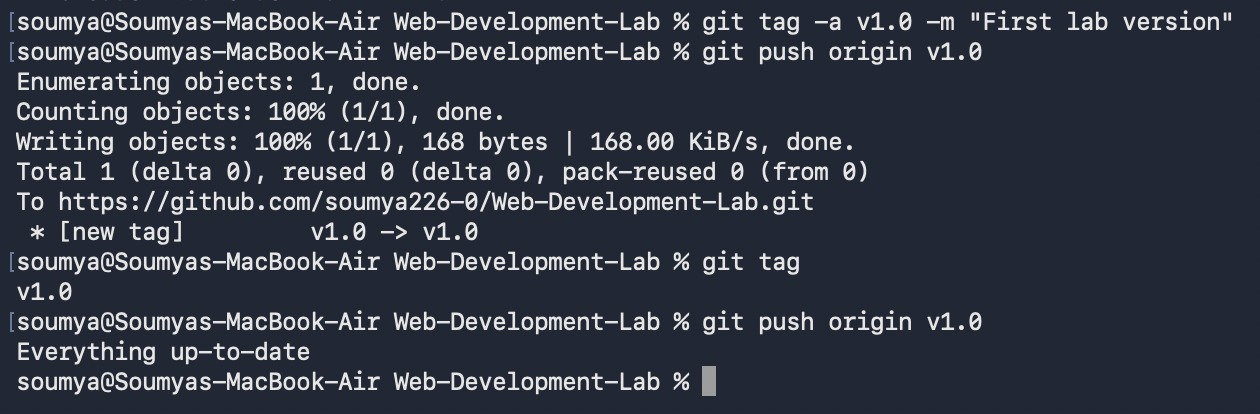 [soumya@Soumyas-MacBook-Air Web-Development-Lab % git tag -a v1.0 -m "First lab version"
[soumya@Soumyas-MacBook-Air Web-Development-Lab % git push origin v1.0
Enumerating objects: 1, done.
Counting objects: 100% (1/1), done.
Writing objects: 100% (1/1), 168 bytes | 168.00 KiB/s, done.
Total 1 (delta 0), reused 0 (delta 0), pack-reused 0 (from 0)
To https://github.com/soumya226-0/Web-Development-Lab.git
 * [new tag]         v1.0 -> v1.0
[soumya@Soumyas-MacBook-Air Web-Development-Lab % git tag
v1.0
[soumya@Soumyas-MacBook-Air Web-Development-Lab % git push origin v1.0
Everything up-to-date
soumya@Soumyas-MacBook-Air Web-Development-Lab %